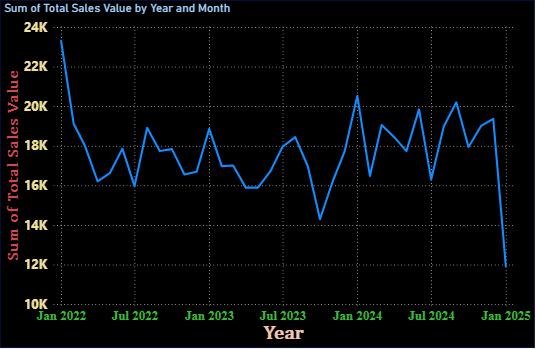 Sum of Total Sales Value by Year and Month
24K
22K
20K
18K
16K
14K
12K
10K
Sum of Total Sales Value
Jan 2022 Jul 2022 Jan 2023 Jul 2023 Jan 2024 Jul 2024 Jan 2025
Year